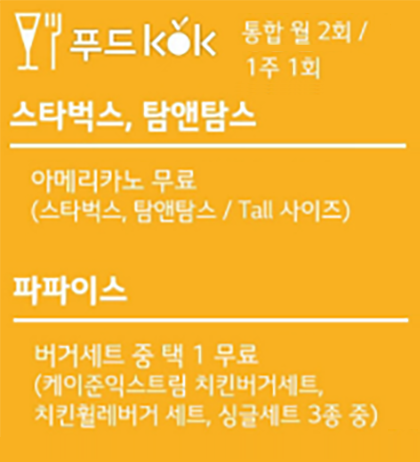 푸드 kok 통합 월 2회 /
1주 1회
스타벅스, 탐앤탐스
아메리카노 무료
(스타벅스, 탐앤탐스 / Tall 사이즈)
파파이스
버거세트 중 택 1 무료
(케이준익스트림 치킨버거세트,
치킨휠레버거 세트, 싱글세트 3종 중)